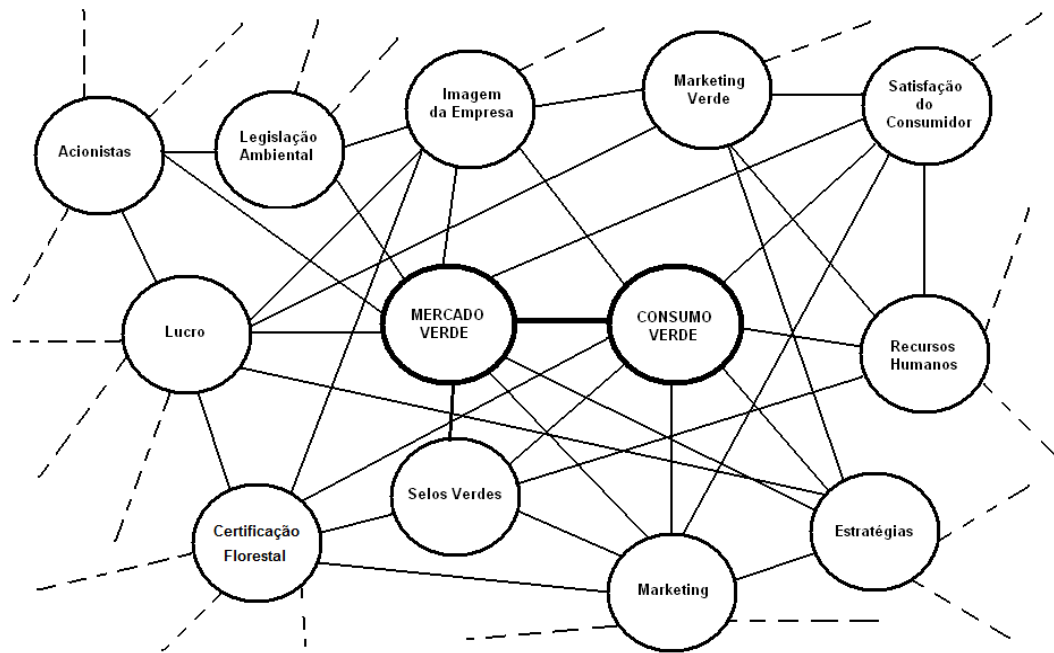 Imagem
da Empresa
Marketing
Verde
Satisfação
do
Consumidor
Acionistas
Legislação
Ambiental
Lucro
MERCADO
VERDE
CONSUMO
VERDE
Recursos
Humanos
Selos Verdes
Certificação
Florestal
Estratégias
Marketing